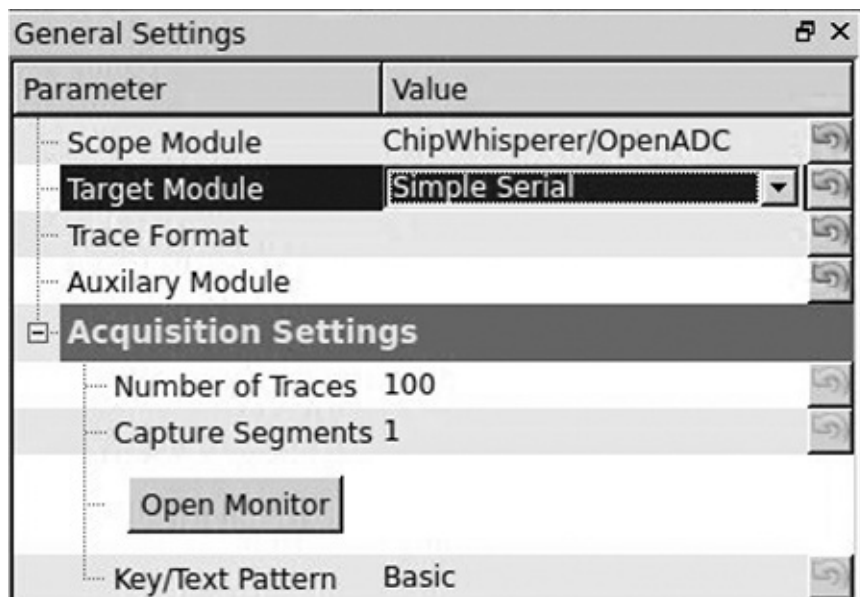 General Settings
Parameter Value
Scope Module ChipWhisperer/OpenADC
Target Module Simple Serial
Trace Format
Auxilary Module
Acquisition Settings
Number of Traces 100
Capture Segments 1
Open Monitor
Key/Text Pattern Basic